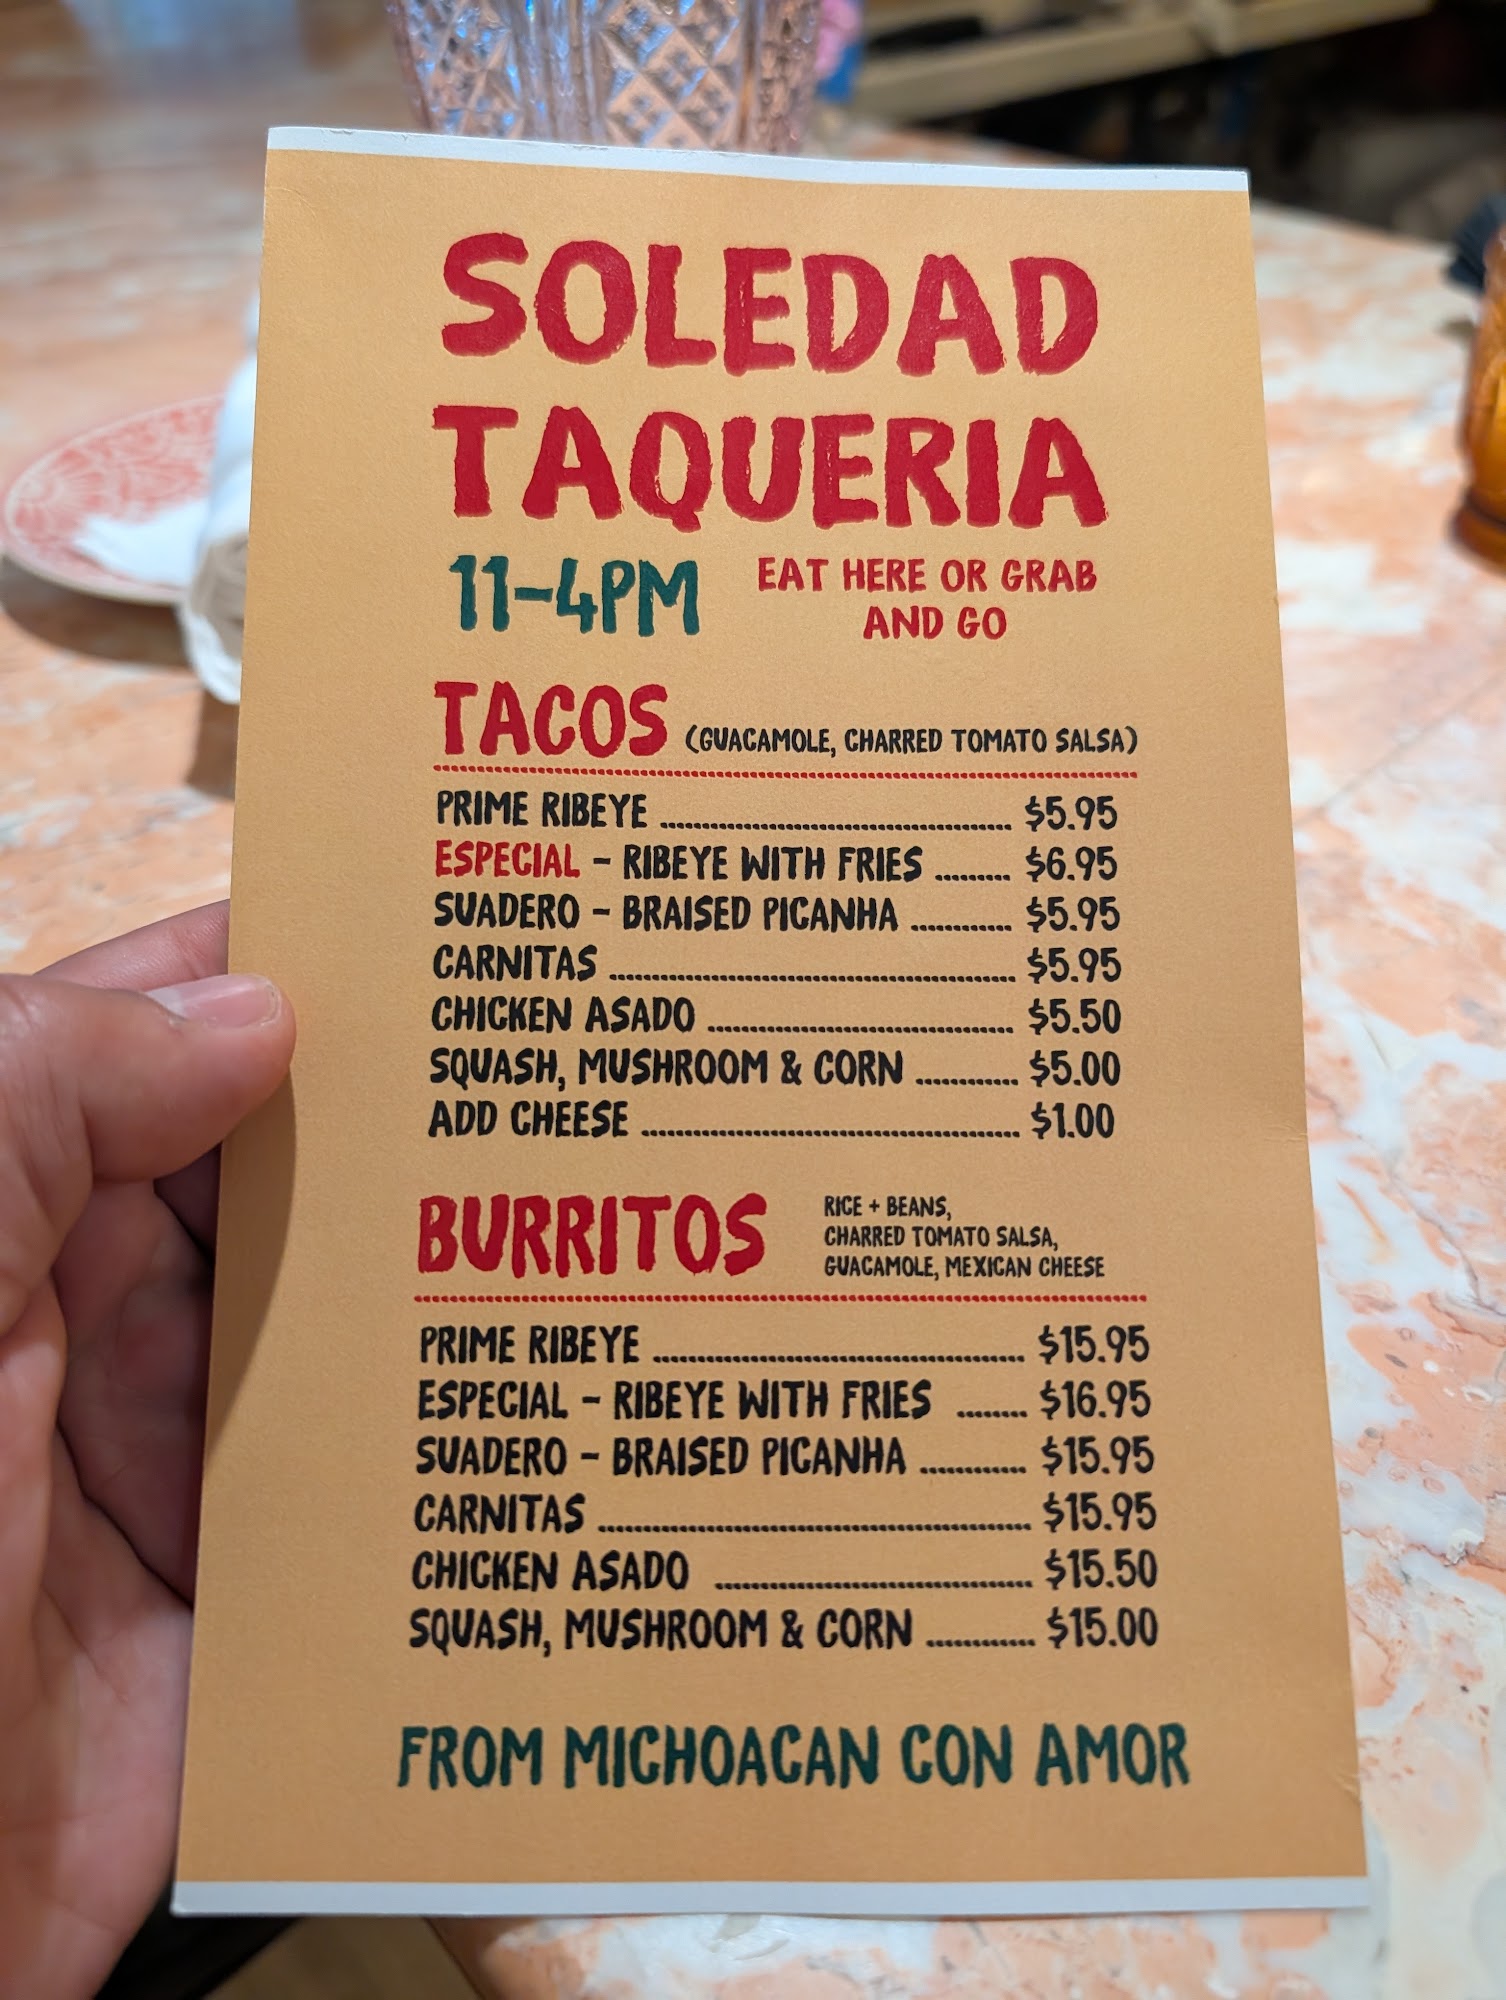 SOLEDAD
TAQUERIA
11-4PM
EAT HERE OR GRAB
AND GO
TACOS (GUACAMOLE, CHARRED TOMATO SALSA)
PRIME RIBEYE ........ $5.95
ESPECIAL - RIBEYE WITH FRIES ........ $6.95
SUADERO - BRAISED PICANHA ........ $5.95
CARNITAS ........ $5.95
CHICKEN ASADO ........ $5.50
SQUASH, MUSHROOM & CORN ........ $5.00
ADD CHEESE ........ $1.00
BURRITOS
RICE + BEANS,
CHARRED TOMATO SALSA,
GUACAMOLE, MEXICAN CHEESE
PRIME RIBEYE ........ $15.95
ESPECIAL - RIBEYE WITH FRIES ........ $16.95
SUADERO - BRAISED PICANHA ........ $15.95
CARNITAS ........ $15.95
CHICKEN ASADO ........ $15.50
SQUASH, MUSHROOM & CORN ........ $15.00
FROM MICHOACAN CON AMOR